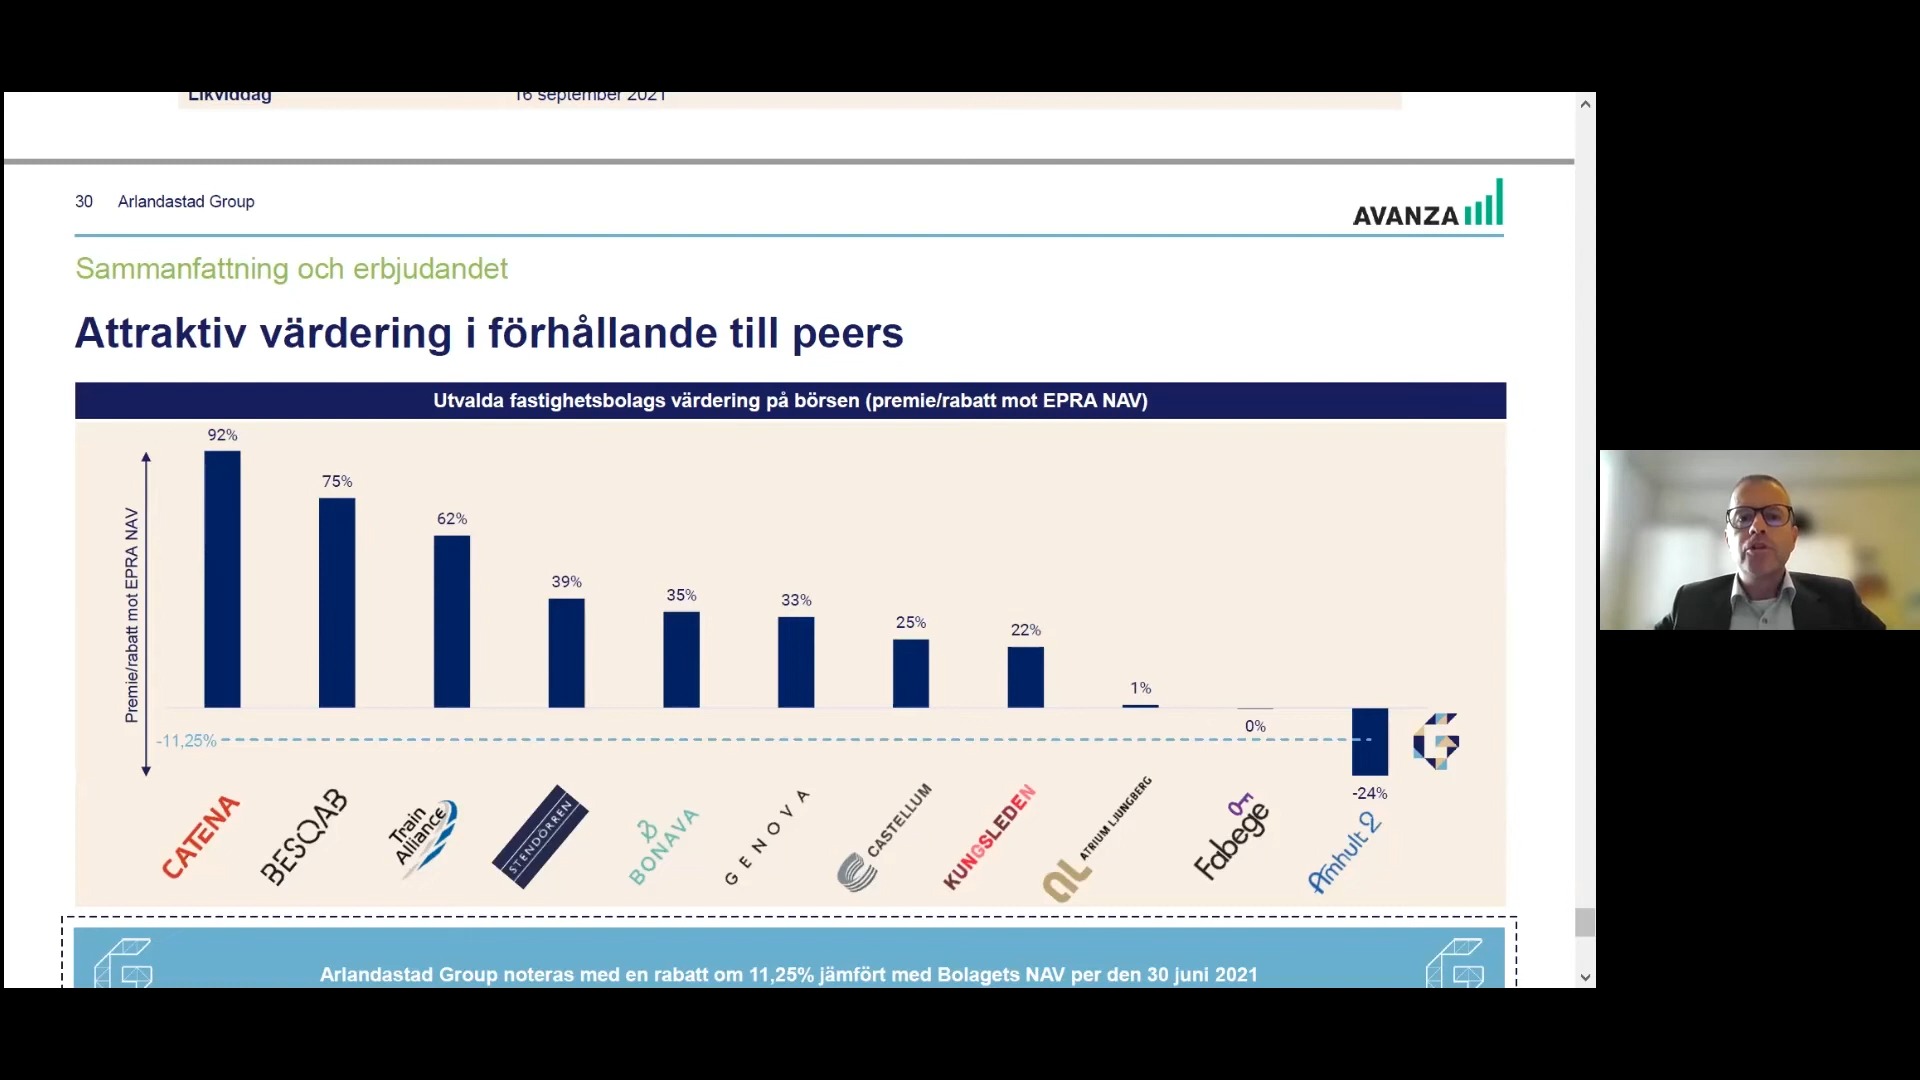 Likviddag 16 september 2021
30 Arlandastad Group
AVANZA
Sammanfattning och erbjudandet
Attraktiv värdering i förhållande till peers
Utvalda fastighetsbolags värdering på börsen (premie/rabatt mot EPRA NAV)
Premie/rabatt mot EPRA NAV
92%
75%
62%
39%
35%
33%
25%
22%
1%
0%
-11,25%
-24%
CATENA
BESQAB
Train
Alliance
STENDÖRREN
BONAVA
GENOVA
CASTELLUM
KUNGSLEDEN
ATRIUM LJUNGBERG
Fabege
Amhult 2
Arlandastad Group noteras med en rabatt om 11,25% jämfört med Bolagets NAV per den 30 juni 2021